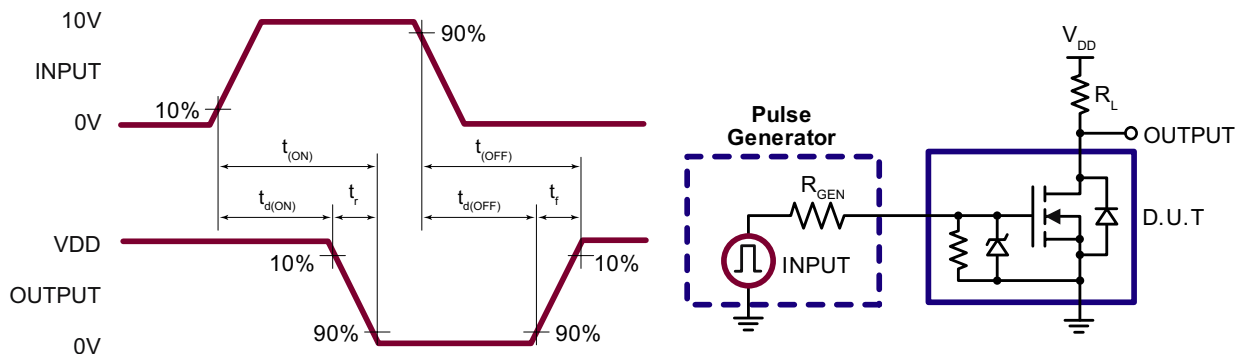 10V
INPUT
0V
10%
90%
t(ON)
t(OFF)
td(ON)
tr
td(OFF)
tf
VDD
OUTPUT
0V
10%
90%
90%
10%
Pulse
Generator
RGEN
INPUT
VDD
RL
OUTPUT
D.U.T